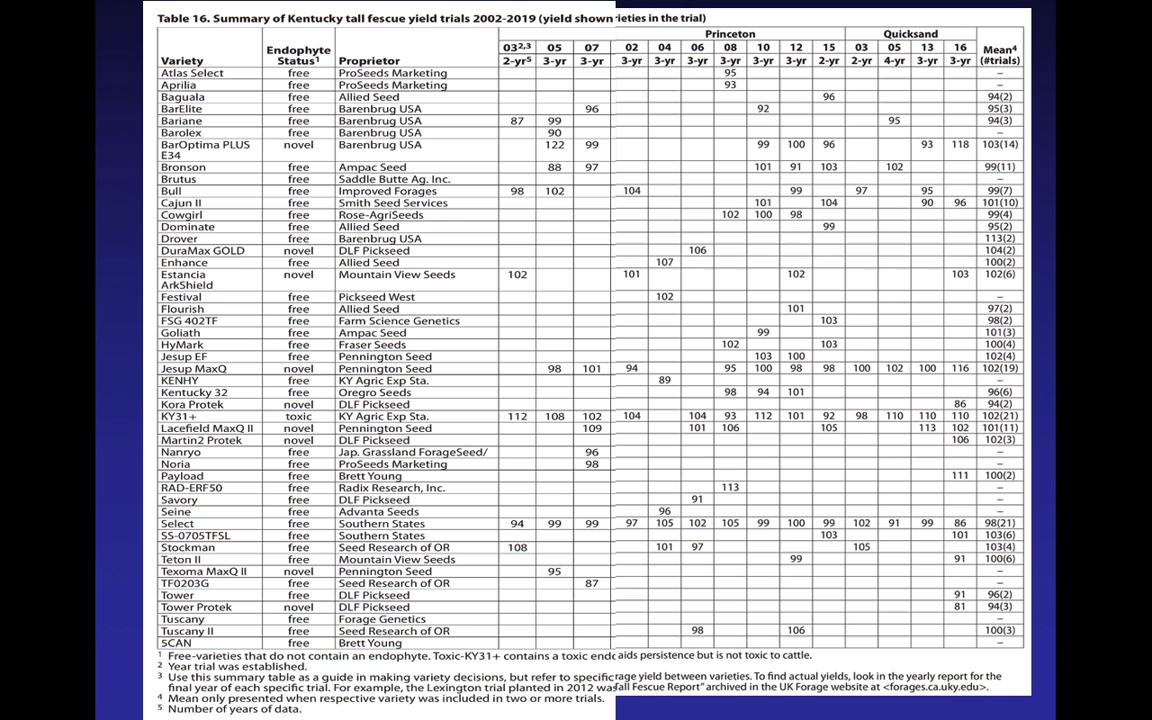 Table 16. Summary of Kentucky tall fescue yield trials 2002-2019 (yield shown rieties in the trial)
Princeton Quicksand
03²,³ 05 07 02 04 06 08 10 12 15 03 05 13 16 Mean⁴
Variety Endophyte Status¹ Proprietor 2-yr⁵ 3-yr 3-yr 3-yr 3-yr 3-yr 3-yr 3-yr 3-yr 2-yr 2-yr 4-yr 3-yr 3-yr (#trials)
Atlas Select free ProSeeds Marketing 95 –
Aprilia free ProSeeds Marketing 93 –
Baguala free Allied Seed 96 94(2)
BarElite free Barenbrug USA 96 92 95(3)
Bariane free Barenbrug USA 87 99 95 94(3)
Barolex free Barenbrug USA 90 –
BarOptima PLUS E34 novel Barenbrug USA 122 99 99 100 96 93 118 103(14)
Bronson free Ampac Seed 88 97 101 91 103 102 99(11)
Brutus free Saddle Butte Ag. Inc. –
Bull free Improved Forages 98 102 104 99 97 95 99(7)
Cajun II free Smith Seed Services 101 104 90 96 101(10)
Cowgirl free Rose-AgriSeeds 102 100 98 99(4)
Dominate free Allied Seed 99 95(2)
Drover free Barenbrug USA 113(2)
DuraMax GOLD novel DLF Pickseed 106 104(2)
Enhance free Allied Seed 107 100(2)
Estancia ArkShield novel Mountain View Seeds 102 101 102 103 102(6)
Festival free Pickseed West 102 –
Flourish free Allied Seed 101 97(2)
FSG 402TF free Farm Science Genetics 103 98(2)
Goliath free Ampac Seed 99 101(3)
HyMark free Fraser Seeds 102 103 100(4)
Jesup EF free Pennington Seed 103 100 102(4)
Jesup MaxQ novel Pennington Seed 98 101 94 95 100 98 98 100 102 100 116 102(19)
KENHY free KY Agric Exp Sta. 89 –
Kentucky 32 free Oregro Seeds 98 94 101 96(6)
Kora Protek novel DLF Pickseed 86 94(2)
KY31+ toxic KY Agric Exp Sta. 112 108 102 104 104 93 112 101 92 98 110 110 110 102(21)
Lacefield MaxQ II novel Pennington Seed 109 101 106 105 113 102 101(11)
Martin2 Protek novel DLF Pickseed 106 102(3)
Nanryo free Jap. Grassland ForageSeed/ 96 –
Noria free ProSeeds Marketing 98 –
Payload free Brett Young 111 100(2)
RAD-ERF50 free Radix Research, Inc. 113 –
Savory free DLF Pickseed 91 –
Seine free Advanta Seeds 96 –
Select free Southern States 94 99 99 97 105 102 105 99 100 99 102 91 99 86 98(21)
SS-0705TFSL free Southern States 103 101 103(6)
Stockman free Seed Research of OR 108 101 97 105 103(4)
Teton II free Mountain View Seeds 99 91 100(6)
Texoma MaxQ II novel Pennington Seed 95 –
TF0203G free Seed Research of OR 87 –
Tower free DLF Pickseed 91 96(2)
Tower Protek novel DLF Pickseed 81 94(3)
Tuscany free Forage Genetics –
Tuscany II free Seed Research of OR 98 106 100(3)
5CAN free Brett Young –
¹ Free-varieties that do not contain an endophyte. Toxic-KY31+ contains a toxic endo aids persistence but is not toxic to cattle.
² Year trial was established.
³ Use this summary table as a guide in making variety decisions, but refer to specific rage yield between varieties. To find actual yields, look in the yearly report for the
final year of each specific trial. For example, the Lexington trial planted in 2012 was Tall Fescue Report" archived in the UK Forage website at <forages.ca.uky.edu>.
⁴ Mean only presented when respective variety was included in two or more trials.
⁵ Number of years of data.